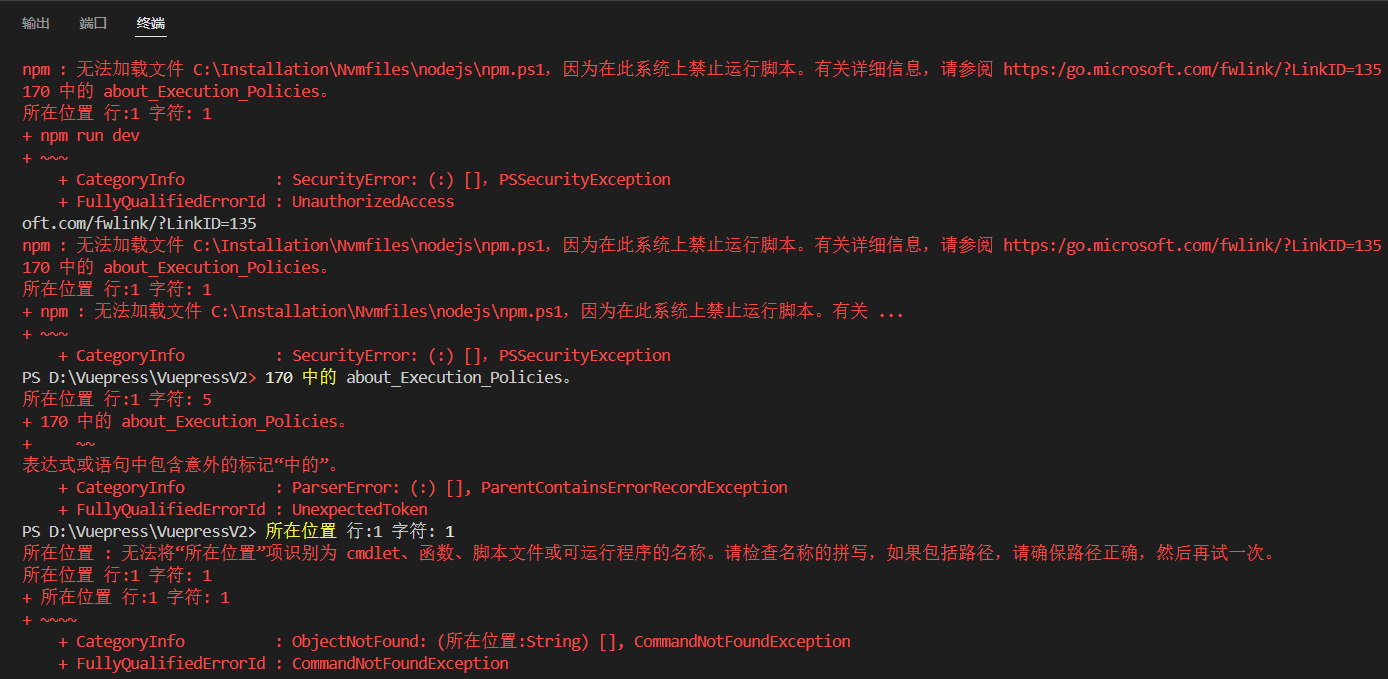 输出 端口 终端
npm : 无法加载文件 C:\Installation\Nvmfiles\nodejs\npm.ps1，因为在此系统上禁止运行脚本。有关详细信息，请参阅 https:/go.microsoft.com/fwlink/?LinkID=135
170 中的 about_Execution_Policies。
所在位置 行:1 字符: 1
+ npm run dev
+ ~~~
    + CategoryInfo          : SecurityError: (:) []，PSSecurityException
    + FullyQualifiedErrorId : UnauthorizedAccess
oft.com/fwlink/?LinkID=135
npm : 无法加载文件 C:\Installation\Nvmfiles\nodejs\npm.ps1，因为在此系统上禁止运行脚本。有关详细信息，请参阅 https:/go.microsoft.com/fwlink/?LinkID=135
170 中的 about_Execution_Policies。
所在位置 行:1 字符: 1
+ npm : 无法加载文件 C:\Installation\Nvmfiles\nodejs\npm.ps1，因为在此系统上禁止运行脚本。有关 ...
+ ~~~
    + CategoryInfo          : SecurityError: (:) []，PSSecurityException
PS D:\Vuepress\VuepressV2> 170 中的 about_Execution_Policies。
所在位置 行:1 字符: 5
+ 170 中的 about_Execution_Policies。
+     ~~
表达式或语句中包含意外的标记“中的”。
    + CategoryInfo          : ParserError: (:) [], ParentContainsErrorRecordException
    + FullyQualifiedErrorId : UnexpectedToken
PS D:\Vuepress\VuepressV2> 所在位置 行:1 字符: 1
所在位置 : 无法将“所在位置”项识别为 cmdlet、函数、脚本文件或可运行程序的名称。请检查名称的拼写，如果包括路径，请确保路径正确，然后再试一次。
所在位置 行:1 字符: 1
+ 所在位置 行:1 字符: 1
+ ~~~~
    + CategoryInfo          : ObjectNotFound: (所在位置:String) [], CommandNotFoundException
    + FullyQualifiedErrorId : CommandNotFoundException